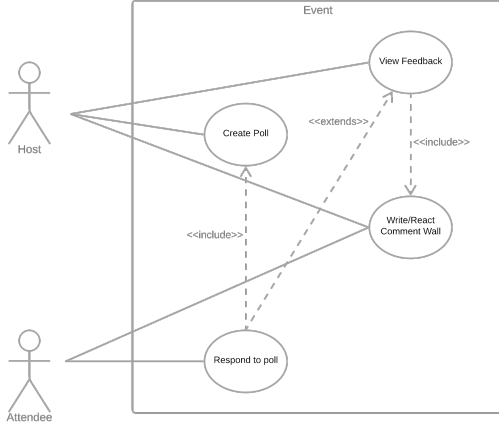 Event
View Feedback
<<extends>>
Create Poll
<<include>>
Host
Write/React
Comment Wall
<<include>>
Respond to poll
Attendee